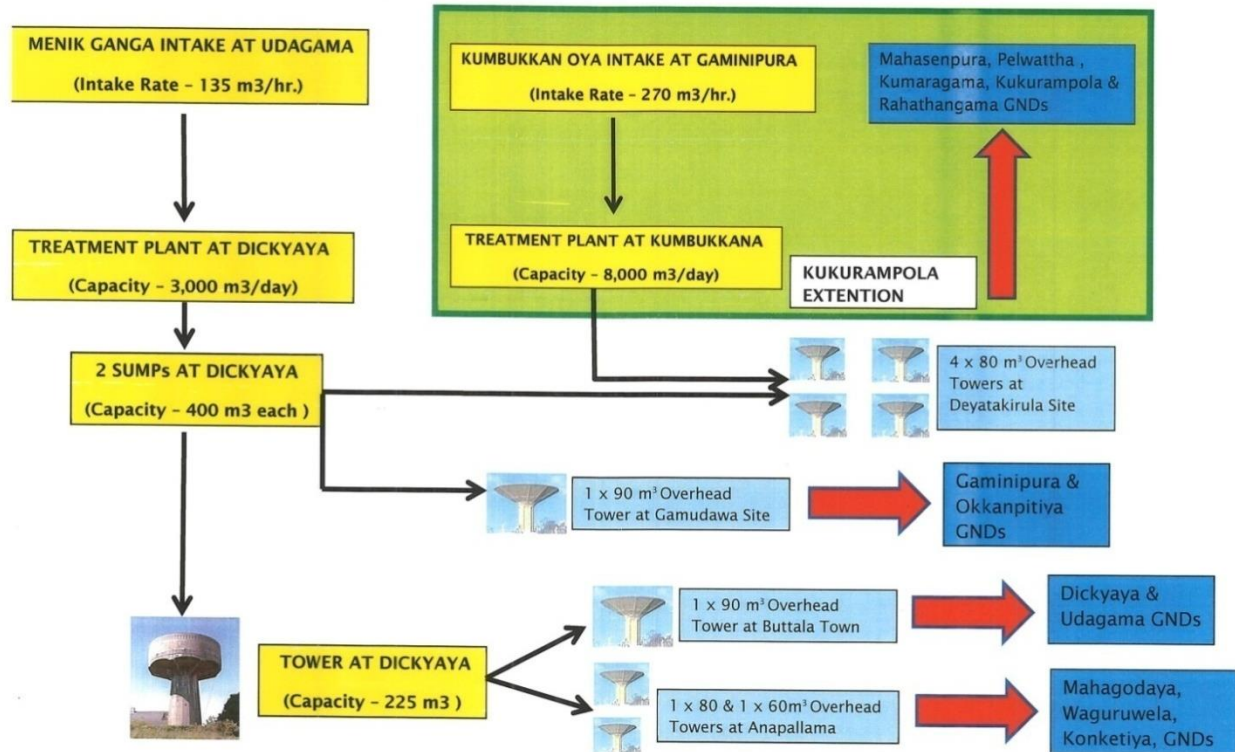 MENIK GANGA INTAKE AT UDAGAMA
(Intake Rate – 135 m3/hr.)
KUMBUKKAN OYA INTAKE AT GAMINIPURA
(Intake Rate – 270 m3/hr.)
Mahasenpura, Pelwattha ,
Kumaragama, Kukurampola &
Rahathangama GNDs
TREATMENT PLANT AT DICKYAYA
(Capacity – 3,000 m3/day)
TREATMENT PLANT AT KUMBUKKANA
(Capacity – 8,000 m3/day)
KUKURAMPOLA
EXTENTION
2 SUMPs AT DICKYAYA
(Capacity – 400 m3 each )
4 x 80 m³ Overhead
Towers at
Deyatakirula Site
1 x 90 m³ Overhead
Tower at Gamudawa Site
Gaminipura &
Okkanpitiya
GNDs
1 x 90 m³ Overhead
Tower at Buttala Town
Dickyaya &
Udagama GNDs
TOWER AT DICKYAYA
(Capacity – 225 m3 )
1 x 80 & 1 x 60m³ Overhead
Towers at Anapallama
Mahagodaya,
Waguruwela,
Konketiya, GNDs